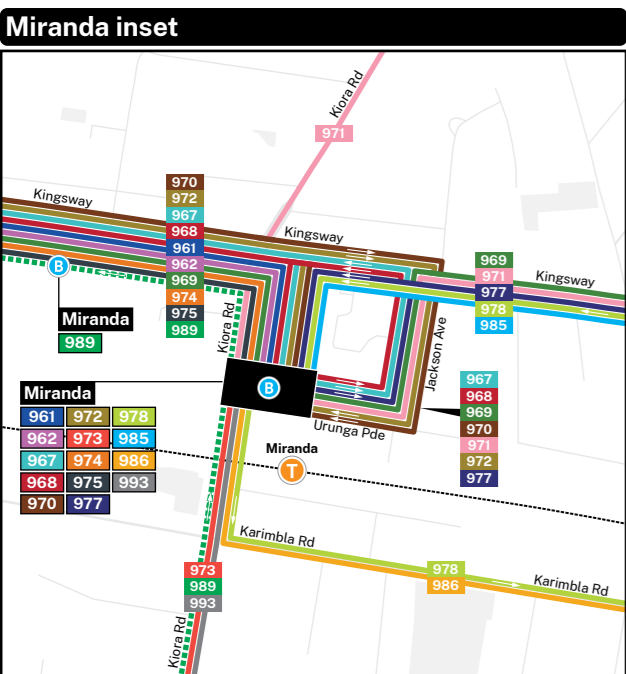 Miranda inset
Kiora Rd
971
970
972
967
968
961
962
969
974
975
989
Kingsway
Kingsway
969
971
977
978
985
Kingsway
B
Miranda
989
Kiora Rd
Jackson Ave
967
968
969
970
971
972
977
B
Urunga Pde
Miranda
961 972 978
962 973 985
967 974 986
968 975 993
970 977
Miranda
T
Karimbla Rd
978
986
Karimbla Rd
973
989
993
Kiora Rd